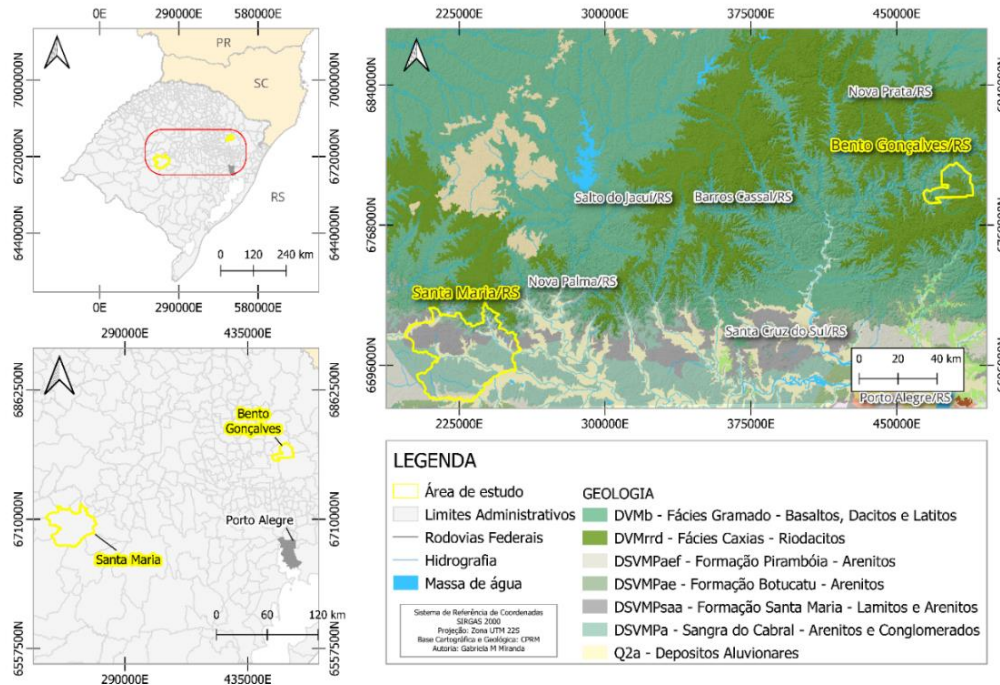 0E 290000E 580000E
PR
SC
RS
7000000N 7000000N
6720000N 6720000N
6440000N 6440000N
0 120 240 km
0E 290000E 580000E
290000E 435000E
6862500N 6862500N
Bento
Gonçalves
6710000N 6710000N
Porto Alegre
Santa Maria
0 60 120 km
6557500N 6557500N
290000E 435000E
225000E 300000E 375000E 450000E
6840000N 6840000N
Nova Prata/RS
Bento Gonçalves/RS
Salto do Jacuí/RS Barros Cassal/RS
6768000N 6768000N
Nova Palma/RS
Santa Maria/RS
Santa Cruz do Sul/RS
0 20 40 km
6696000N 6696000N
Porto Alegre/RS
225000E 300000E 375000E 450000E
LEGENDA
Área de estudo
Limites Administrativos
Rodovias Federais
Hidrografia
Massa de água
Sistema de Referência de Coordenadas
SIRGAS 2000
Projeção: Zona UTM 22S
Base Cartográfica e Geológica: CPRM
Autoria: Gabriela M Miranda
GEOLOGIA
DVMb - Fácies Gramado - Basaltos, Dacitos e Latitos
DVMrrd - Fácies Caxias - Riodacitos
DSVMPaef - Formação Pirambóia - Arenitos
DSVMPae - Formação Botucatu - Arenitos
DSVMPsaa - Formação Santa Maria - Lamitos e Arenitos
DSVMPa - Sangra do Cabral - Arenitos e Conglomerados
Q2a - Depositos Aluvionares